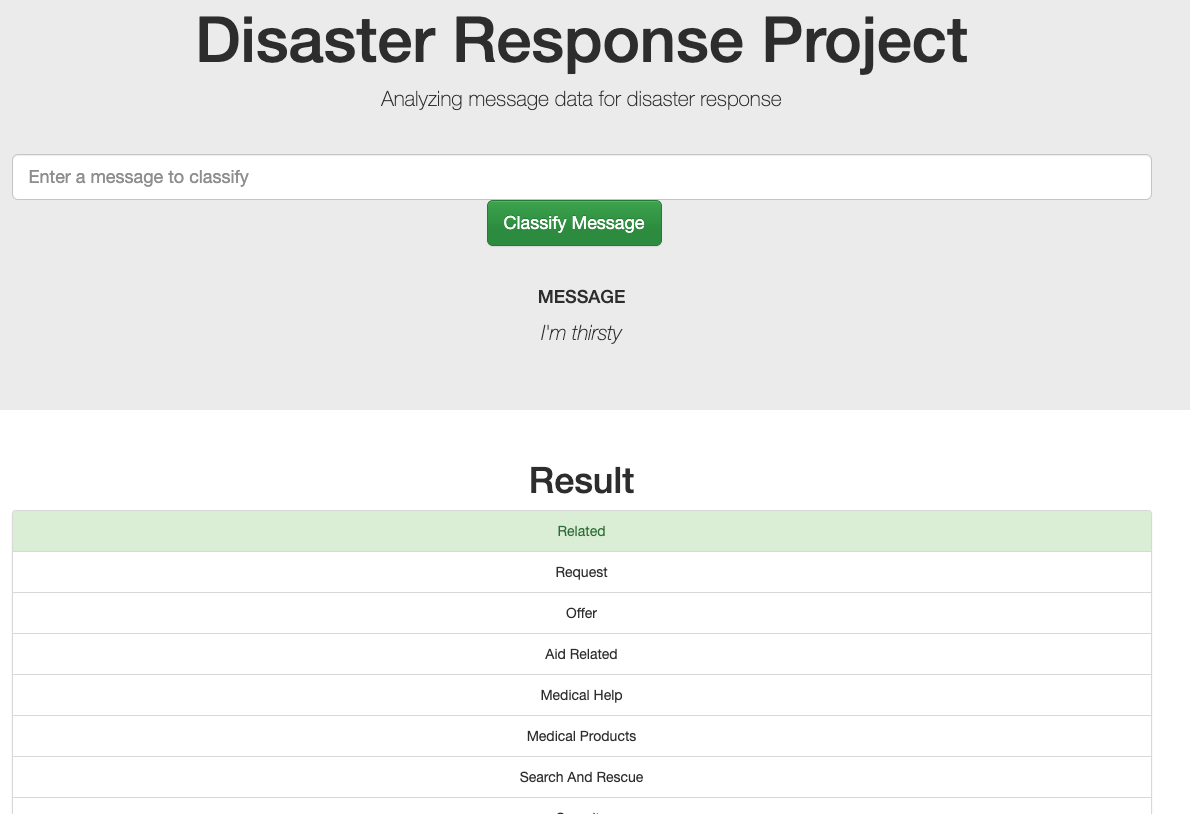 Disaster Response Project
Analyzing message data for disaster response
Enter a message to classify
Classify Message
MESSAGE
I'm thirsty
Result
Related
Request
Offer
Aid Related
Medical Help
Medical Products
Search And Rescue